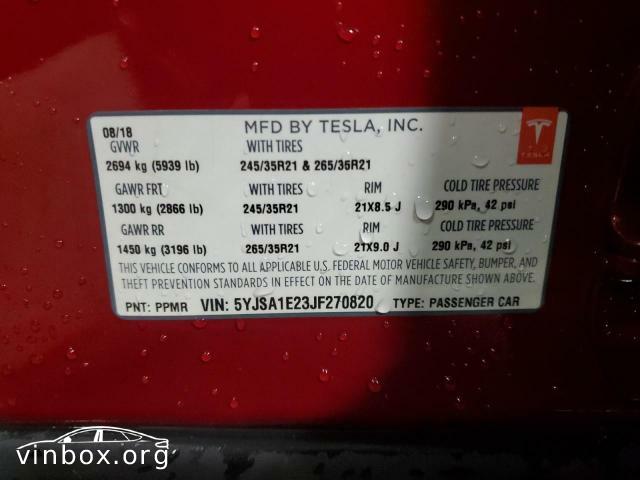 08/18 MFD BY TESLA, INC.
GVWR WITH TIRES
2694 kg (5939 lb) 245/35R21 & 265/35R21
TESLA
GAWR FRT WITH TIRES RIM COLD TIRE PRESSURE
1300 kg (2866 lb) 245/35R21 21X8.5 J 290 kPa, 42 psi
GAWR RR WITH TIRES RIM COLD TIRE PRESSURE
1450 kg (3196 lb) 265/35R21 21X9.0 J 290 kPa, 42 psi
THIS VEHICLE CONFORMS TO ALL APPLICABLE U.S. FEDERAL MOTOR VEHICLE SAFETY, BUMPER, AND
THEFT PREVENTION STANDARDS IN EFFECT ON THE DATE OF MANUFACTURE SHOWN ABOVE.
PNT: PPMR VIN: 5YJSA1E23JF270820 TYPE: PASSENGER CAR
vinbox.org